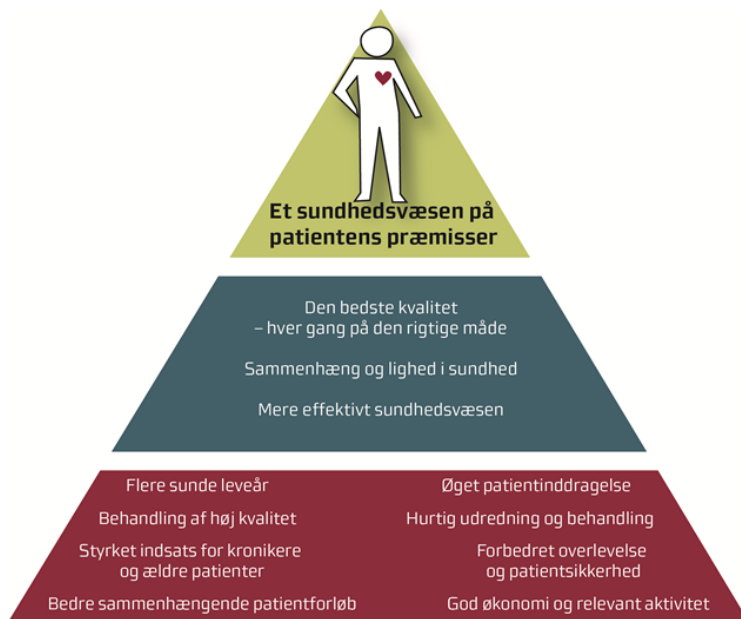 Et sundhedsvæsen på
patientens præmisser
Den bedste kvalitet
– hver gang på den rigtige måde
Sammenhæng og lighed i sundhed
Mere effektivt sundhedsvæsen
Flere sunde leveår
Behandling af høj kvalitet
Styrket indsats for kronikere
og ældre patienter
Bedre sammenhængende patientforløb
Øget patientinddragelse
Hurtig udredning og behandling
Forbedret overlevelse
og patientsikkerhed
God økonomi og relevant aktivitet